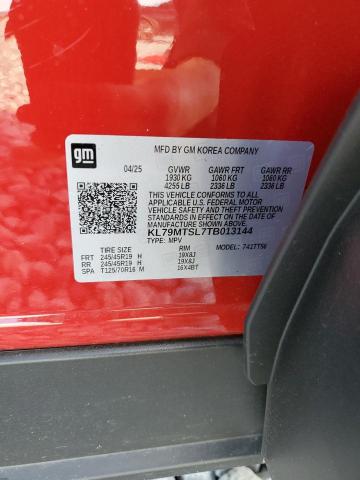 gm
MFD BY GM KOREA COMPANY
04/25 GVWR GAWR FRT GAWR RR
1930 KG 1060 KG 1060 KG
4255 LB 2336 LB 2336 LB
THIS VEHICLE CONFORMS TO ALL
APPLICABLE U.S. FEDERAL MOTOR
VEHICLE SAFETY AND THEFT PREVENTION
STANDARDS IN EFFECT ON THE DATE
OF MANUFACTURE SHOWN ABOVE.
KL79MTSL7TB013144
TYPE: MPV MODEL: 741TT56
TIRE SIZE RIM
FRT 245/45R19 H 19X8J
RR 245/45R19 H 19X8J
SPA T125/70R16 M 16X4BT